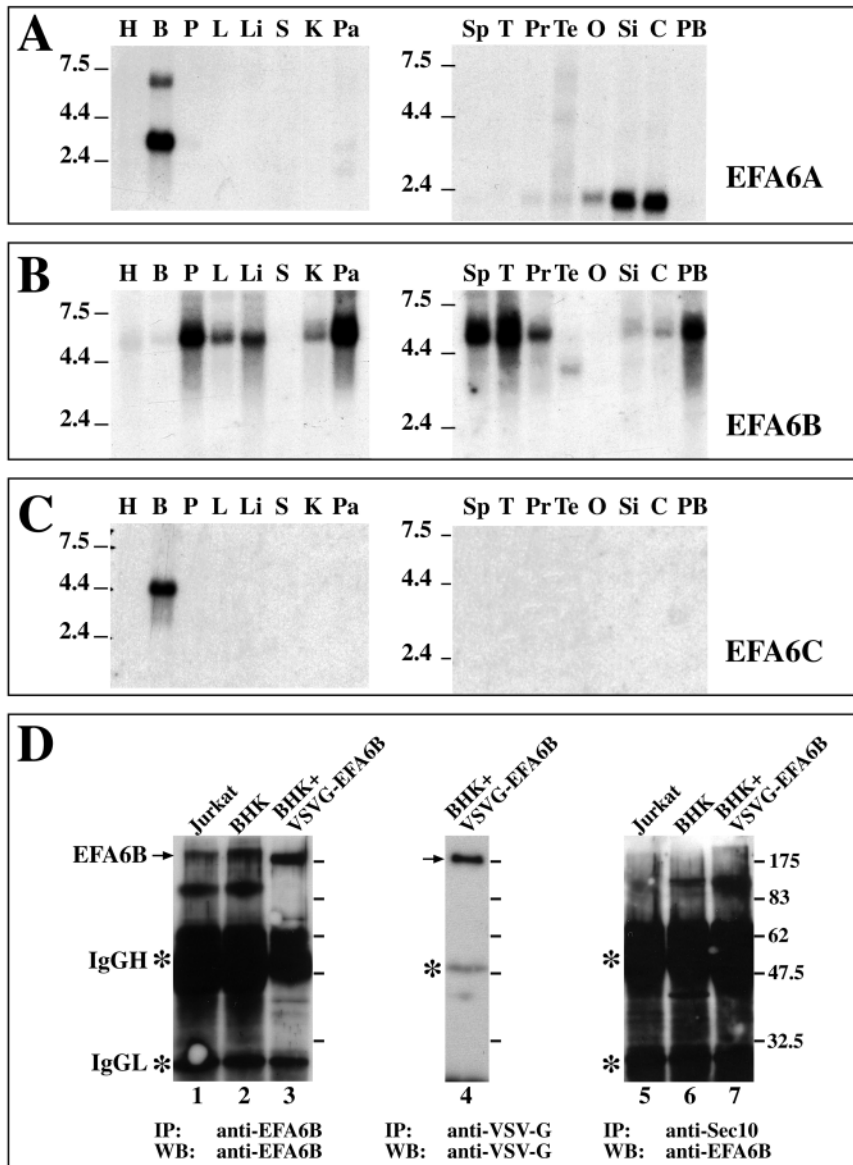 A
H B P L Li S K Pa
Sp T Pr Te O Si C PB
7.5
4.4
2.4
7.5
4.4
2.4
EFA6A
B
H B P L Li S K Pa
Sp T Pr Te O Si C PB
7.5
4.4
2.4
7.5
4.4
2.4
EFA6B
C
H B P L Li S K Pa
Sp T Pr Te O Si C PB
7.5
4.4
2.4
7.5
4.4
2.4
EFA6C
D
Jurkat
BHK
BHK+
VSVG-EFA6B
BHK+
VSVG-EFA6B
Jurkat
BHK
BHK+
VSVG-EFA6B
EFA6B
IgGH *
IgGL *
*
*
*
175
83
62
47.5
32.5
1 2 3
4
5 6 7
IP: anti-EFA6B
WB: anti-EFA6B
IP: anti-VSV-G
WB: anti-VSV-G
IP: anti-Sec10
WB: anti-EFA6B